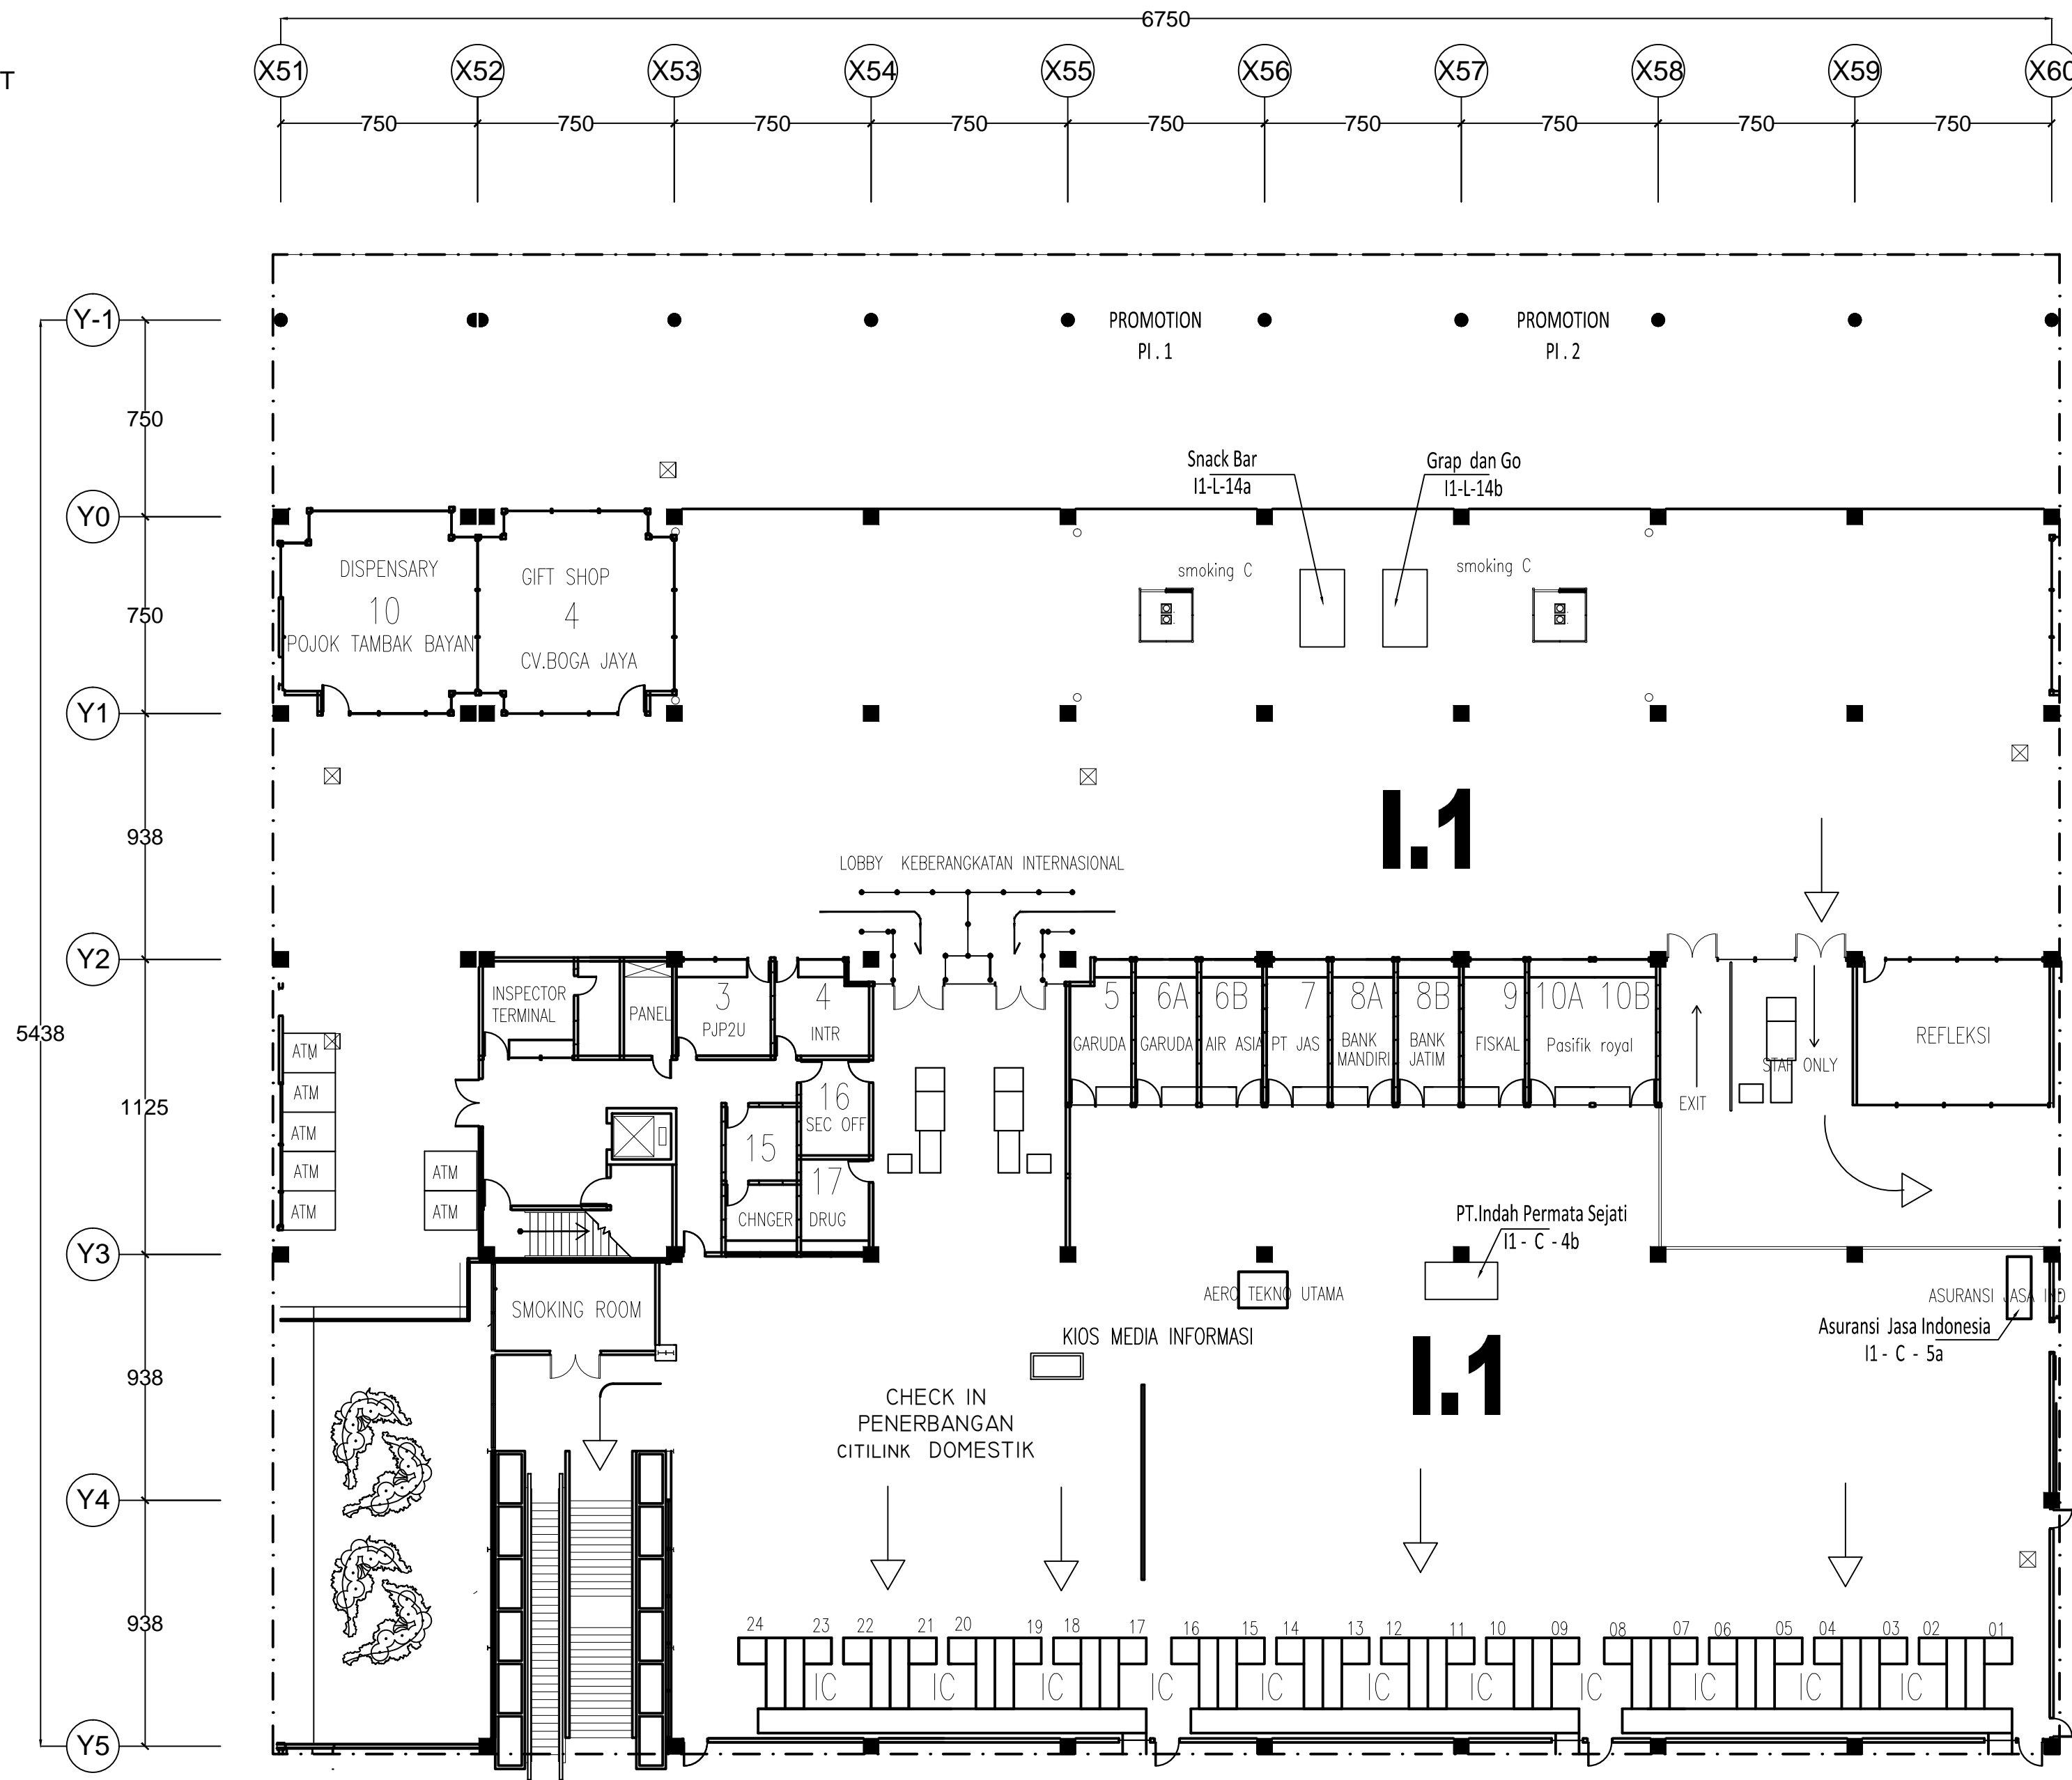 6750
T
X51 X52 X53 X54 X55 X56 X57 X58 X59 X60
750 750 750 750 750 750 750 750 750
Y-1
PROMOTION
PI . 1
PROMOTION
PI . 2
750
Snack Bar
I1-L-14a
Grap dan Go
I1-L-14b
Y0
DISPENSARY
10
POJOK TAMBAK BAYAN
GIFT SHOP
4
CV.BOGA JAYA
smoking C
smoking C
750
Y1
I.1
938
LOBBY KEBERANGKATAN INTERNASIONAL
Y2
INSPECTOR
TERMINAL
PANEL
3
PJP2U
4
INTR
5
GARUDA
6A
GARUDA
6B
AIR ASIA
7
PT JAS
8A
BANK
MANDIRI
8B
BANK
JATIM
9
FISKAL
10A 10B
Pasifik royal
EXIT
STAF ONLY
REFLEKSI
5438
1125
ATM
ATM
ATM
ATM
ATM
ATM
ATM
16
SEC OFF
15
CHNGER
17
DRUG
PT.Indah Permata Sejati
I1 - C - 4b
Y3
SMOKING ROOM
AERO TEKNO UTAMA
ASURANSI JASA IND
KIOS MEDIA INFORMASI
Asuransi Jasa Indonesia
I1 - C - 5a
938
I.1
CHECK IN
PENERBANGAN
CITILINK DOMESTIK
Y4
938
24 23 22 21 20 19 18 17 16 15 14 13 12 11 10 09 08 07 06 05 04 03 02 01
IC IC IC IC IC IC IC IC IC IC IC
Y5